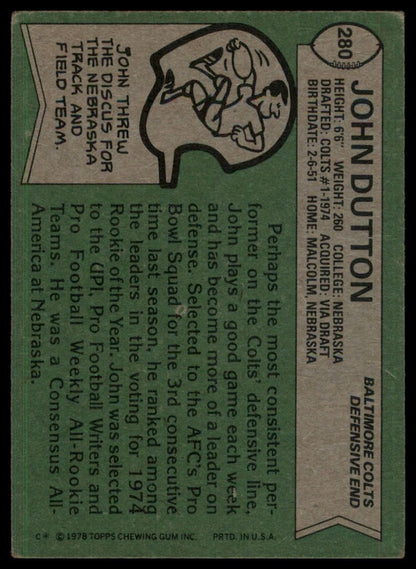 280
JOHN DUTTON
BALTIMORE COLTS
DEFENSIVE END
HEIGHT: 6'6" WEIGHT: 260 COLLEGE: NEBRASKA
DRAFTED: COLTS #1-1974 ACQUIRED: VIA DRAFT
BIRTHDATE: 2-6-51 HOME: MALCOLM, NEBRASKA
JOHN THREW
THE DISCUS FOR
THE NEBRASKA
TRACK AND
FIELD TEAM.
Perhaps the most consistent per-
former on the Colts' defensive line,
John plays a good game each week
and has become more of a leader on
defense. Selected to the AFC's Pro
Bowl Squad for the 3rd consecutive
time last season, he ranked among
the leaders in the voting for 1974
Rookie of the Year. John was selected
to the UPI, Pro Football Writers and
Pro Football Weekly All-Rookie
Teams. He was a Consensus All-
America at Nebraska.
C* © 1978 TOPPS CHEWING GUM INC. PRTD. IN U.S.A.